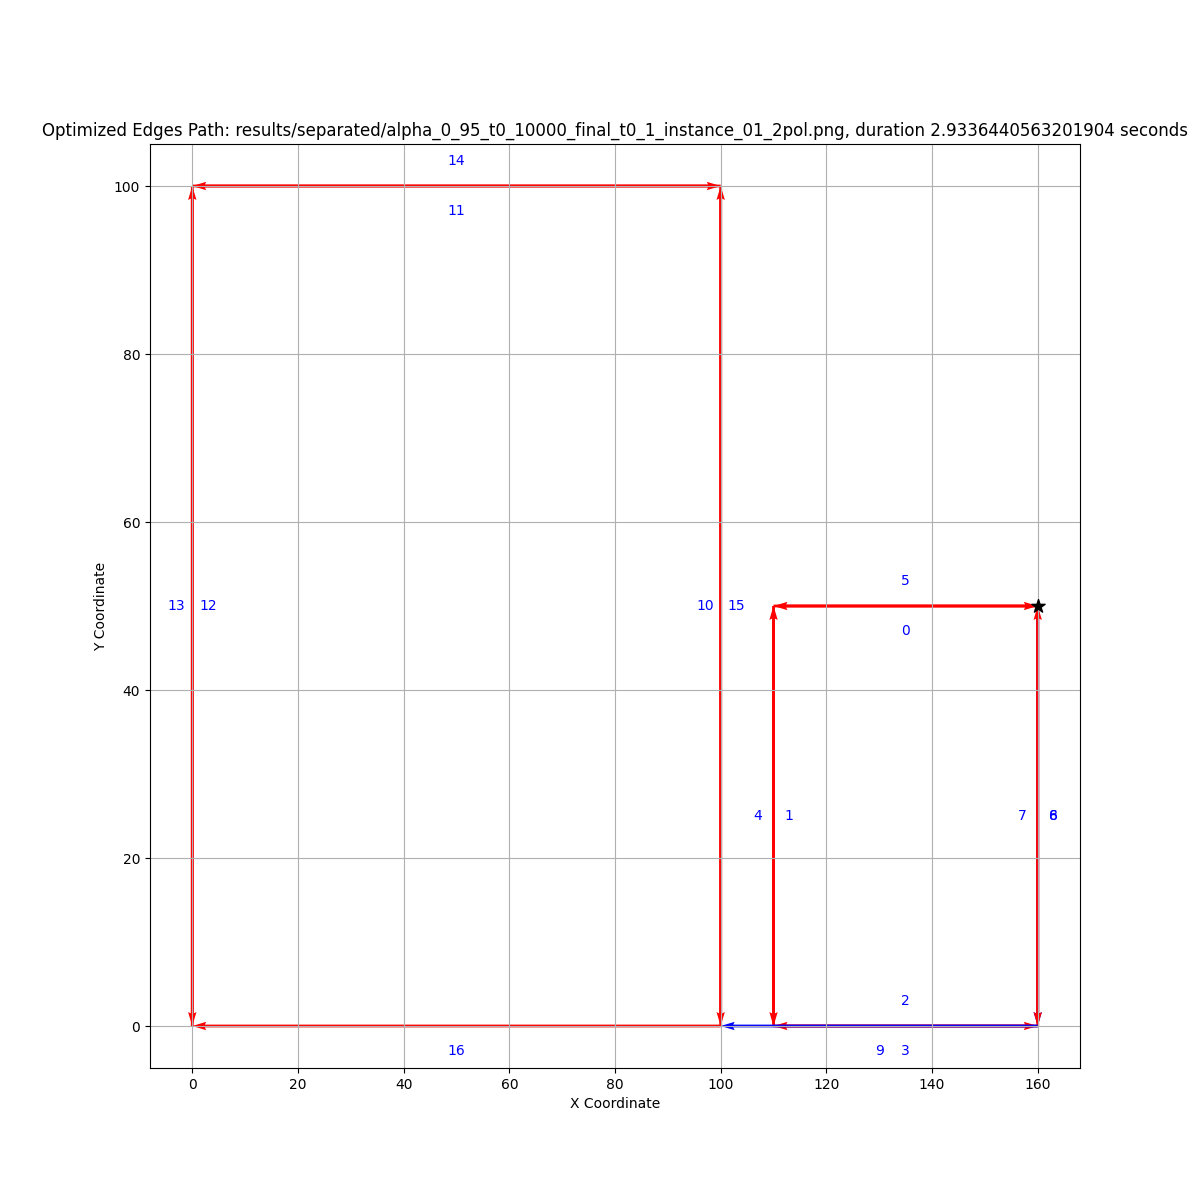 Optimized Edges Path: results/separated/alpha_0_95_t0_10000_final_t0_1_instance_01_2pol.png, duration 2.9336440563201904 seconds
14
100
11
80
60
5
13 12 10 15
0
Y Coordinate
40
4 1 7
20
2
0
16 9 3
0 20 40 60 80 100 120 140 160
X Coordinate